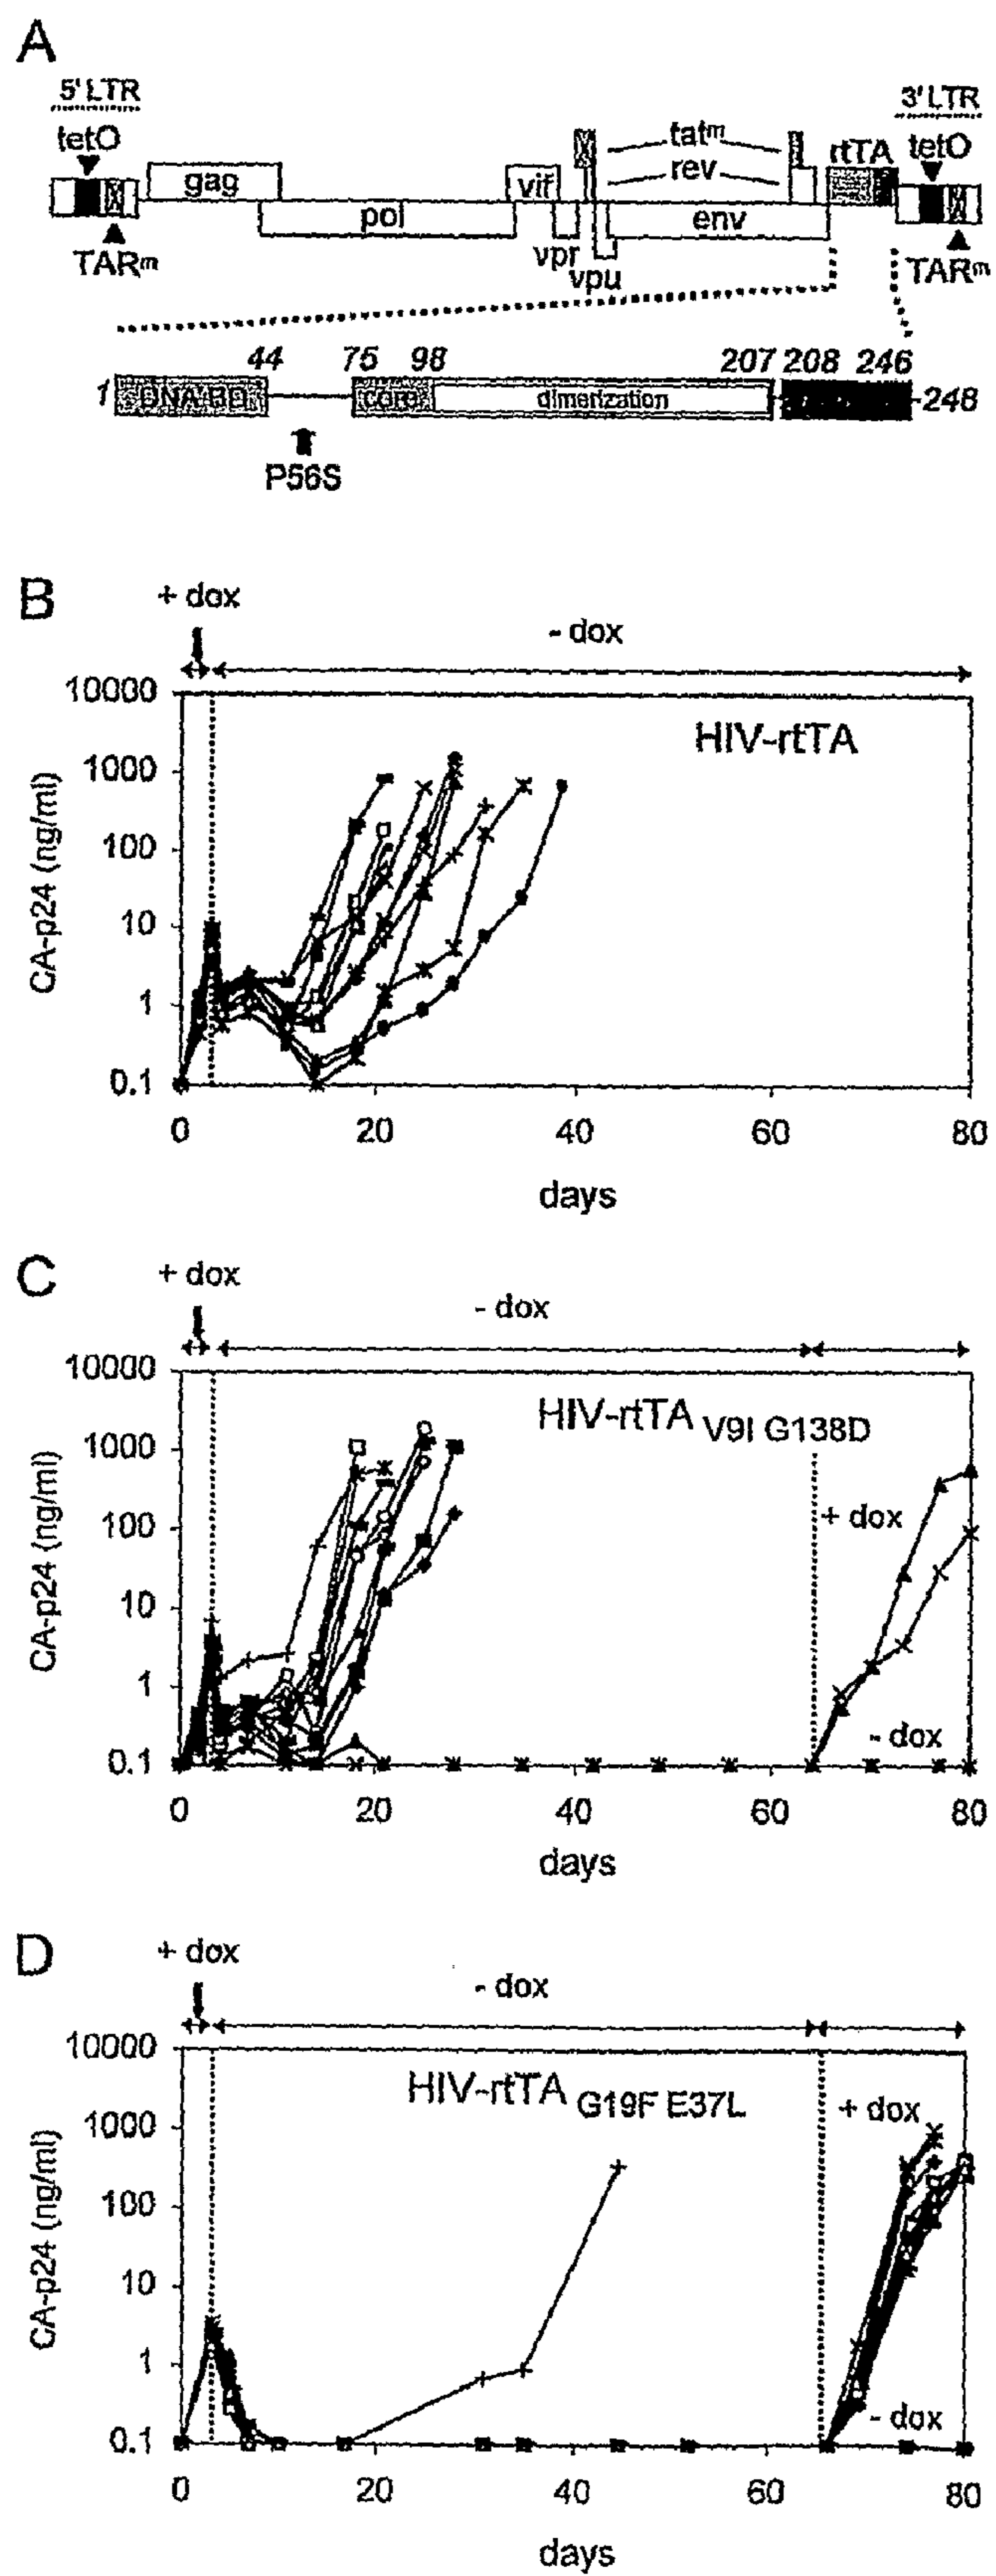 A
5' LTR
3' LTR
tetO
tat^m
rtTA
tetO
gag
vif
rev
pol
env
vpr
vpu
TAR^m
TAR^m
44 75 98 207 208 246
1 DNA BD core dimerization -248
P56S
B
+ dox
- dox
10000
HIV-rtTA
1000
100
10
1
0.1
CA-p24 (ng/ml)
0 20 40 60 80
days
C
+ dox
- dox
10000
HIV-rtTA V9I G138D
1000
100
+ dox
10
1
- dox
0.1
CA-p24 (ng/ml)
0 20 40 60 80
days
D
+ dox
- dox
10000
HIV-rtTA G19F E37L
+ dox
1000
100
10
1
- dox
0.1
CA-p24 (ng/ml)
0 20 40 60 80
days